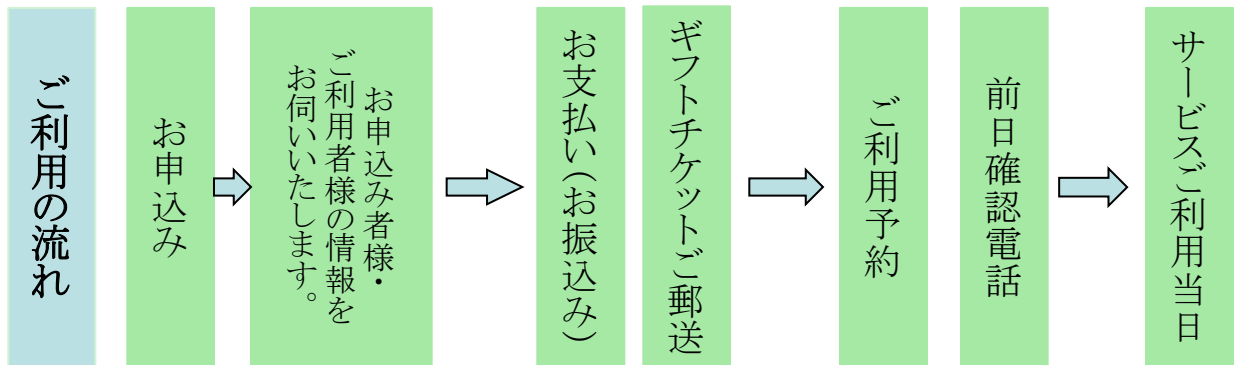 ご利用の流れ
お申込み
お申込み者様・
ご利用者様の情報を
お伺いいたします。
お支払い(お振込み)
ギフトチケットご郵送
ご利用予約
前日確認電話
サービスご利用当日